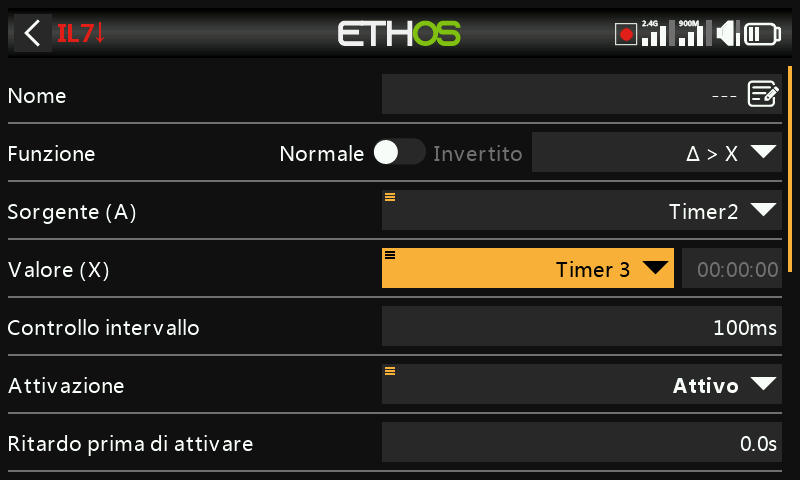 IL7↓ ETHOS 2.4G 900M
Nome ---
Funzione Normale Invertito Δ > X
Sorgente (A) Timer2
Valore (X) Timer 3 00:00:00
Controllo intervallo 100ms
Attivazione Attivo
Ritardo prima di attivare 0.0s